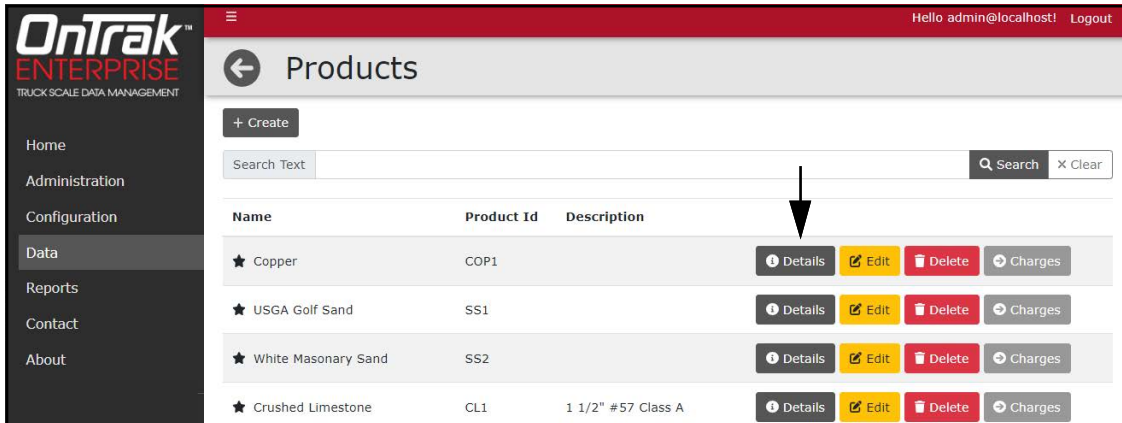 OnTrak™
ENTERPRISE
TRUCK SCALE DATA MANAGEMENT
Home
Administration
Configuration
Data
Reports
Contact
About
Hello admin@localhost! Logout
Products
+ Create
Search Text Search × Clear
Name Product Id Description
Copper COP1 Details Edit Delete Charges
USGA Golf Sand SS1 Details Edit Delete Charges
White Masonary Sand SS2 Details Edit Delete Charges
Crushed Limestone CL1 1 1/2" #57 Class A Details Edit Delete Charges